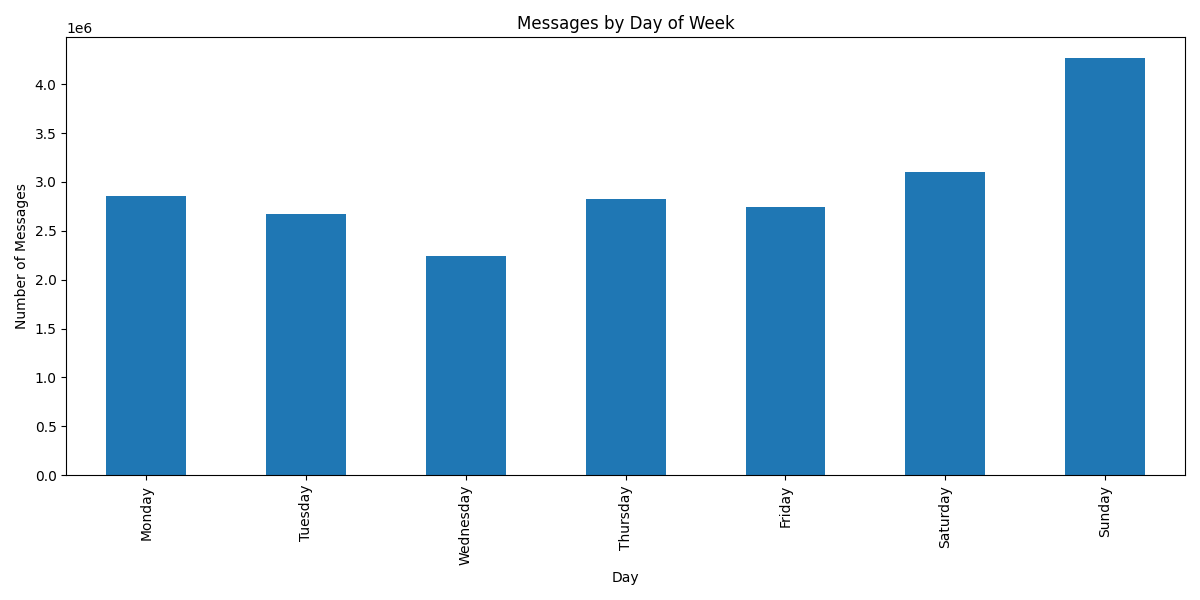 Messages by Day of Week
1e6
4.0
3.5
3.0
2.5
2.0
1.5
1.0
0.5
0.0
Number of Messages
Monday
Tuesday
Wednesday
Thursday
Friday
Saturday
Sunday
Day